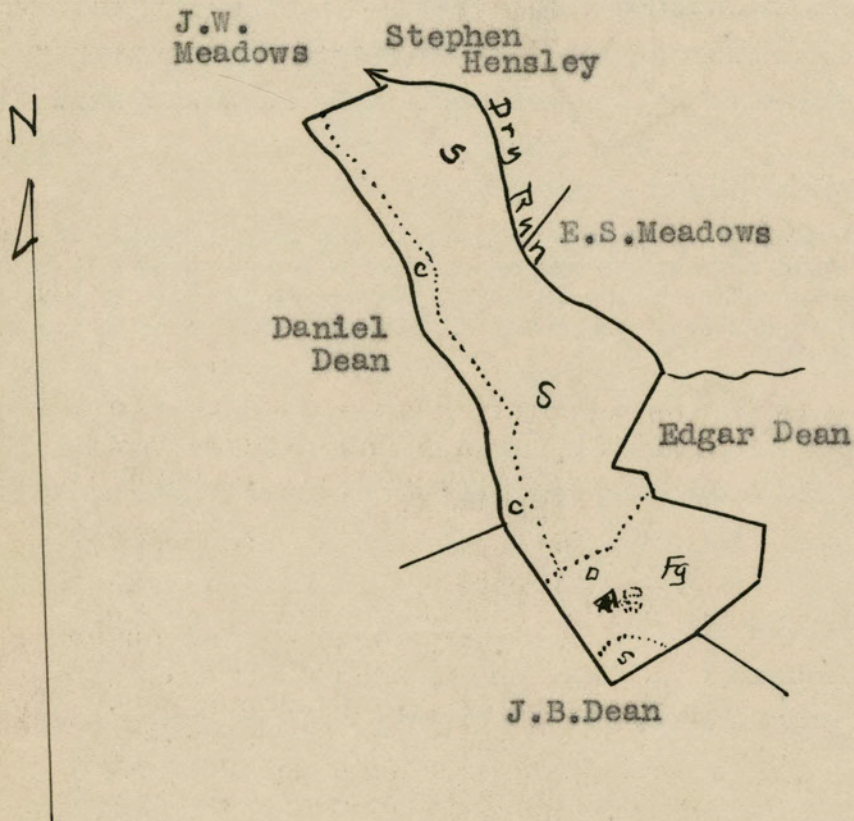 J.W.
Meadows
Stephen
Hensley
N
Dry Run
S
E.S.Meadows
C
Daniel
Dean
S
Edgar Dean
C
D
Fg
S
J.B.Dean